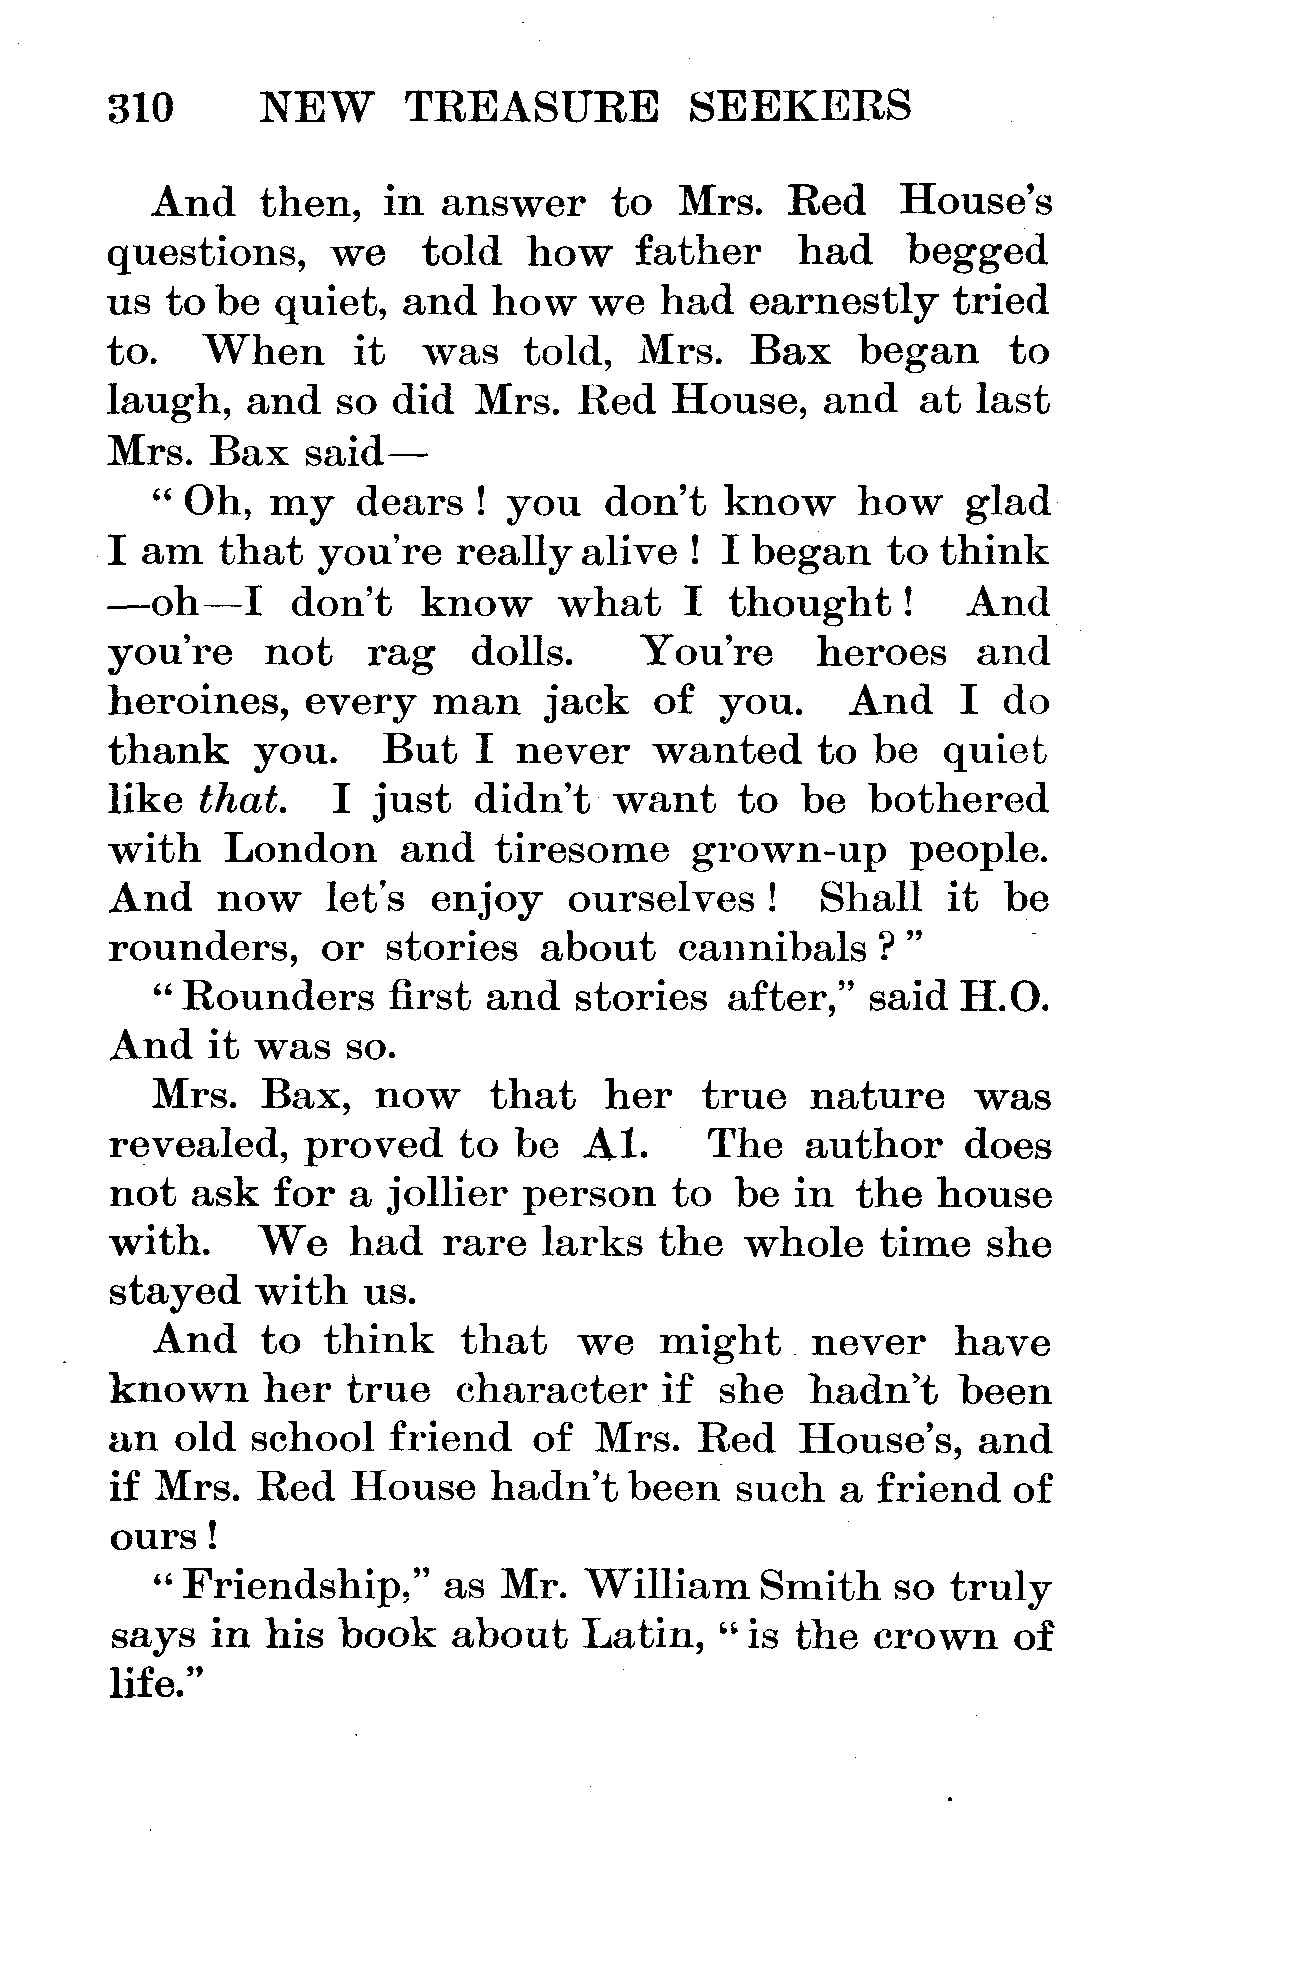 310 NEW TREASURE SEEKERS
And then, in answer to Mrs. Red House's
questions, we told how father had begged
us to be quiet, and how we had earnestly tried
to. When it was told, Mrs. Bax began to
laugh, and so did Mrs. Red House, and at last
Mrs. Bax said—
“Oh, my dears! you don't know how glad
I am that you're really alive! I began to think
—oh—I don't know what I thought! And
you're not rag dolls. You're heroes and
heroines, every man jack of you. And I do
thank you. But I never wanted to be quiet
like that. I just didn't want to be bothered
with London and tiresome grown-up people.
And now let's enjoy ourselves! Shall it be
rounders, or stories about cannibals?”
“Rounders first and stories after,” said H.O.
And it was so.
Mrs. Bax, now that her true nature was
revealed, proved to be A1. The author does
not ask for a jollier person to be in the house
with. We had rare larks the whole time she
stayed with us.
And to think that we might never have
known her true character if she hadn't been
an old school friend of Mrs. Red House's, and
if Mrs. Red House hadn't been such a friend of
ours!
“Friendship,” as Mr. William Smith so truly
says in his book about Latin, “is the crown of
life.”